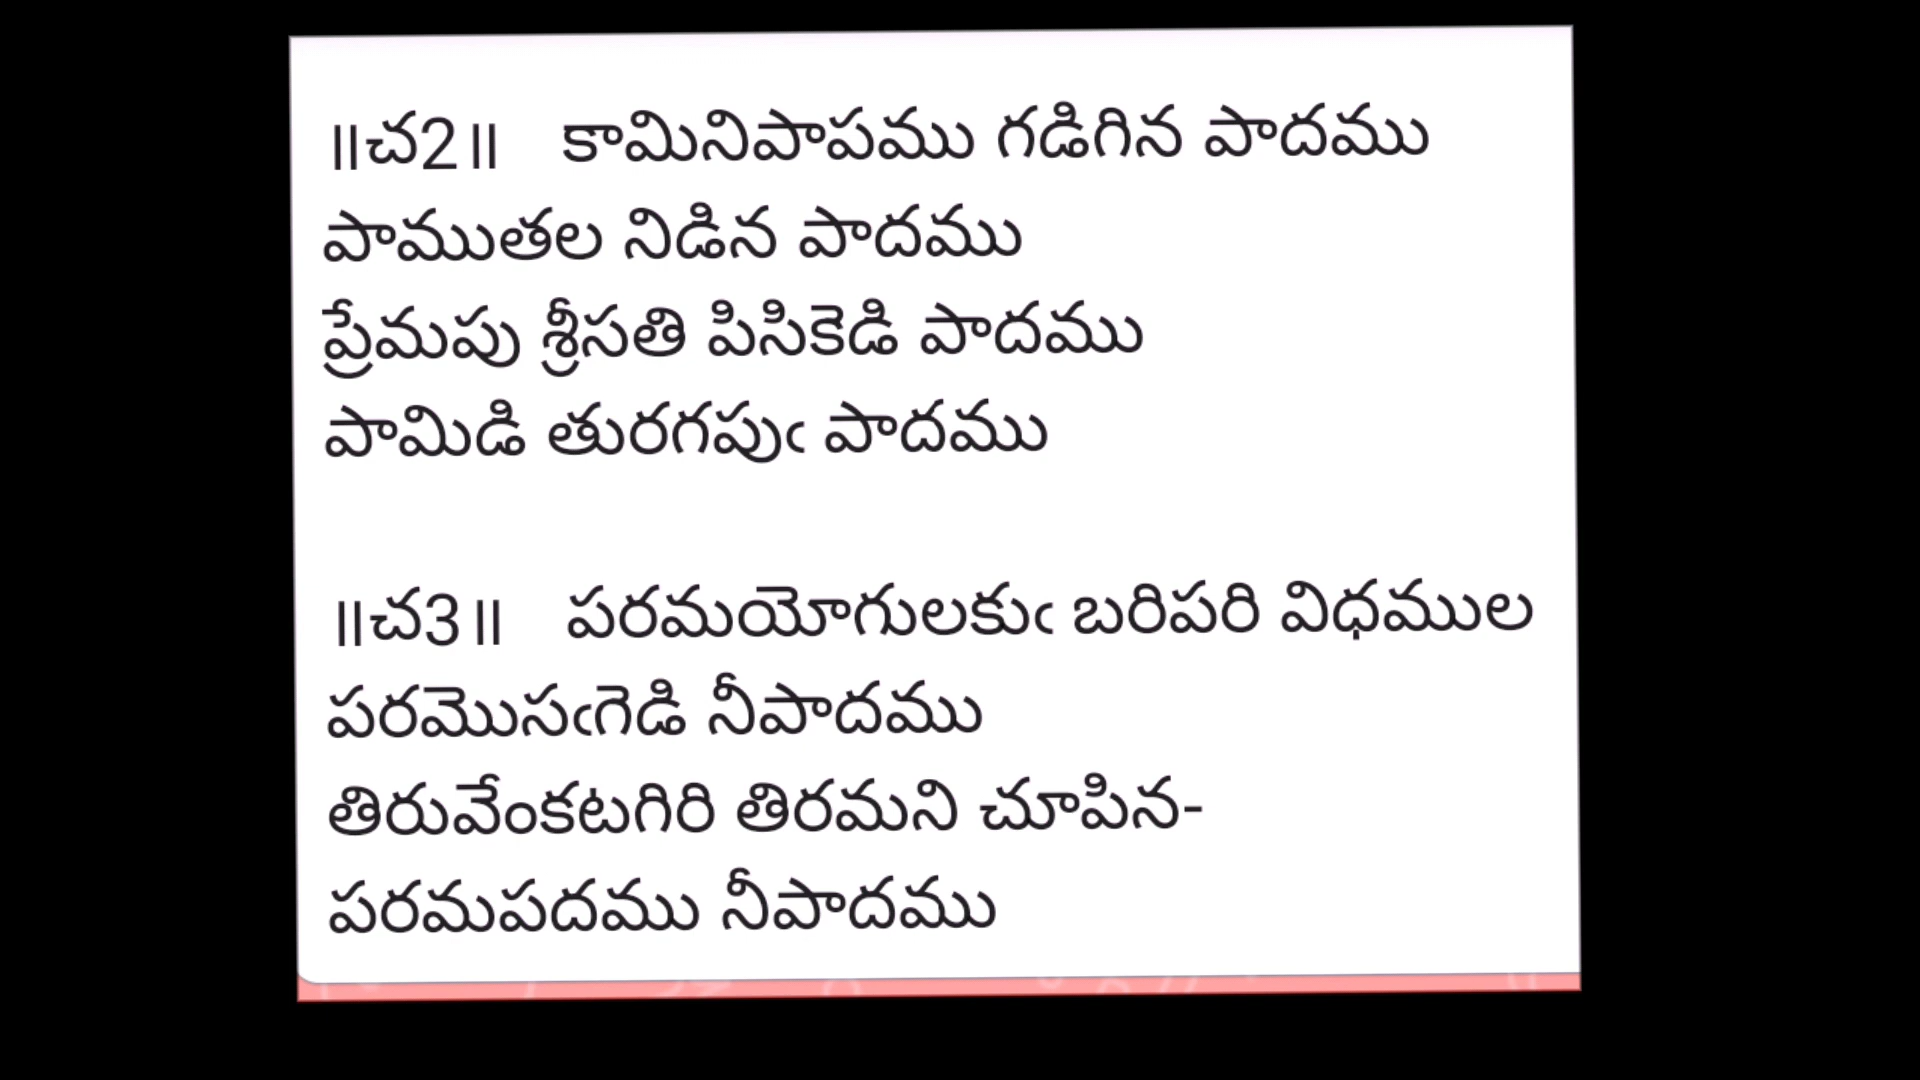 ॥చ2॥ కామినిపాపము గడిగిన పాదము
పాముతల నిడిన పాదము
ప్రేమపు శ్రీసతి పిసికెడి పాదము
పామిడి తురగపుఁ పాదము
॥చ3॥ పరమయోగులకుఁ బరిపరి విధముల
పరమొసఁగెడి నీపాదము
తిరువేంకటగిరి తిరమని చూపిన-
పరమపదము నీపాదము